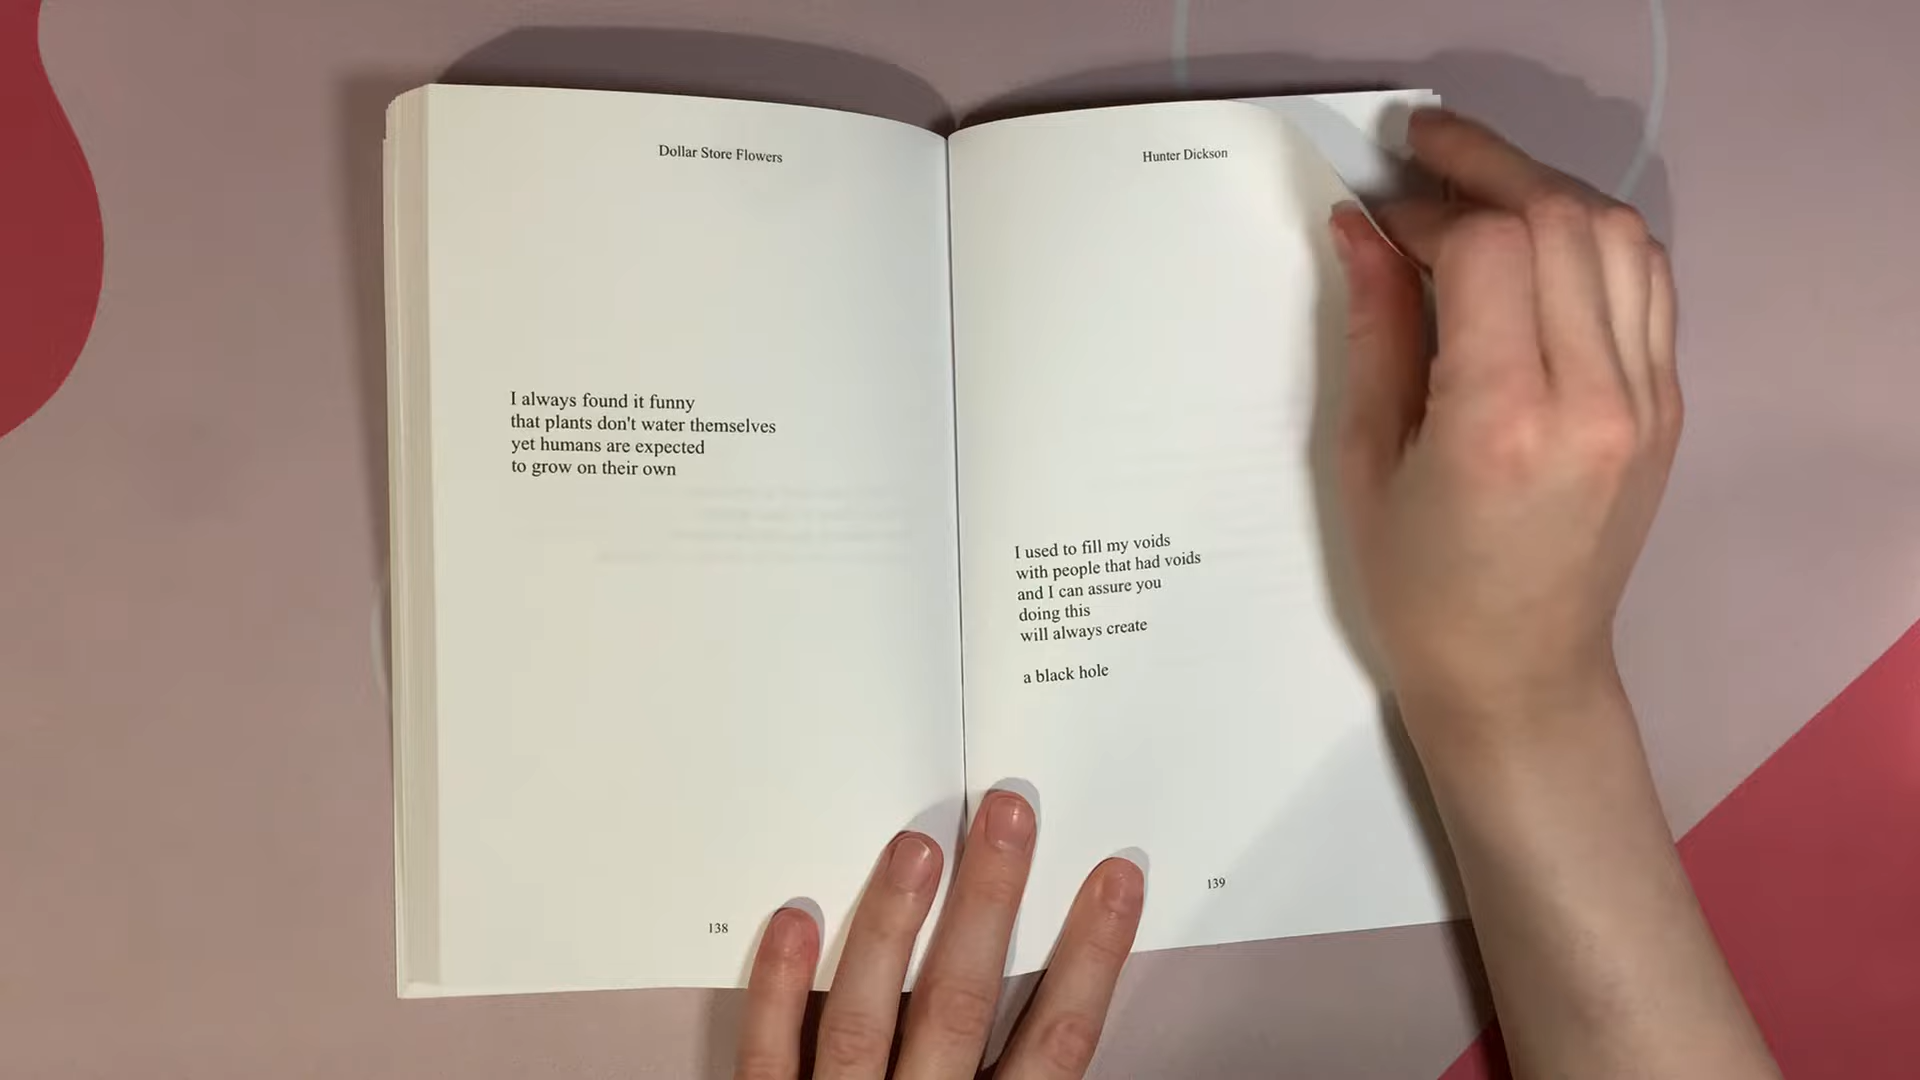 Dollar Store Flowers
I always found it funny
that plants don't water themselves
yet humans are expected
to grow on their own
138
Hunter Dickson
I used to fill my voids
with people that had voids
and I can assure you
doing this
will always create
a black hole
139